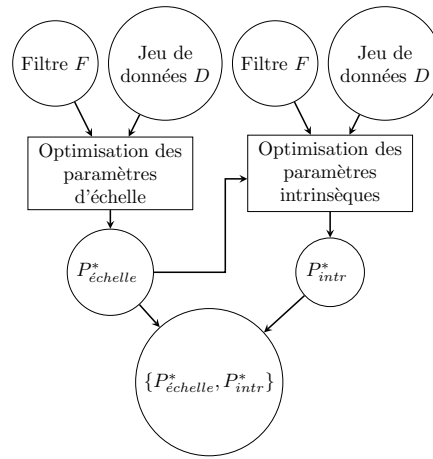 Filtre F
Jeu de
données D
Filtre F
Jeu de
données D
Optimisation des
paramètres
d'échelle
Optimisation des
paramètres
intrinsèques
P*échelle
P*intr
{P*échelle, P*intr}